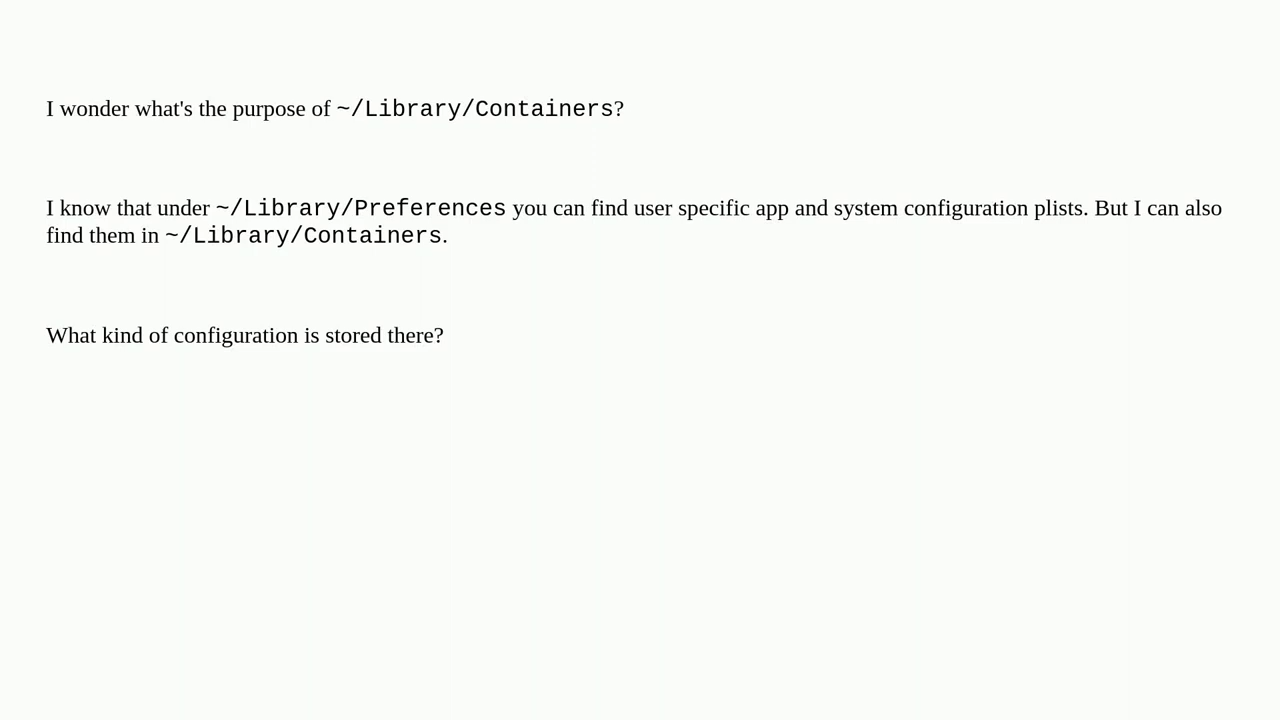 I wonder what's the purpose of ~/Library/Containers?
I know that under ~/Library/Preferences you can find user specific app and system configuration plists. But I can also
find them in ~/Library/Containers.
What kind of configuration is stored there?